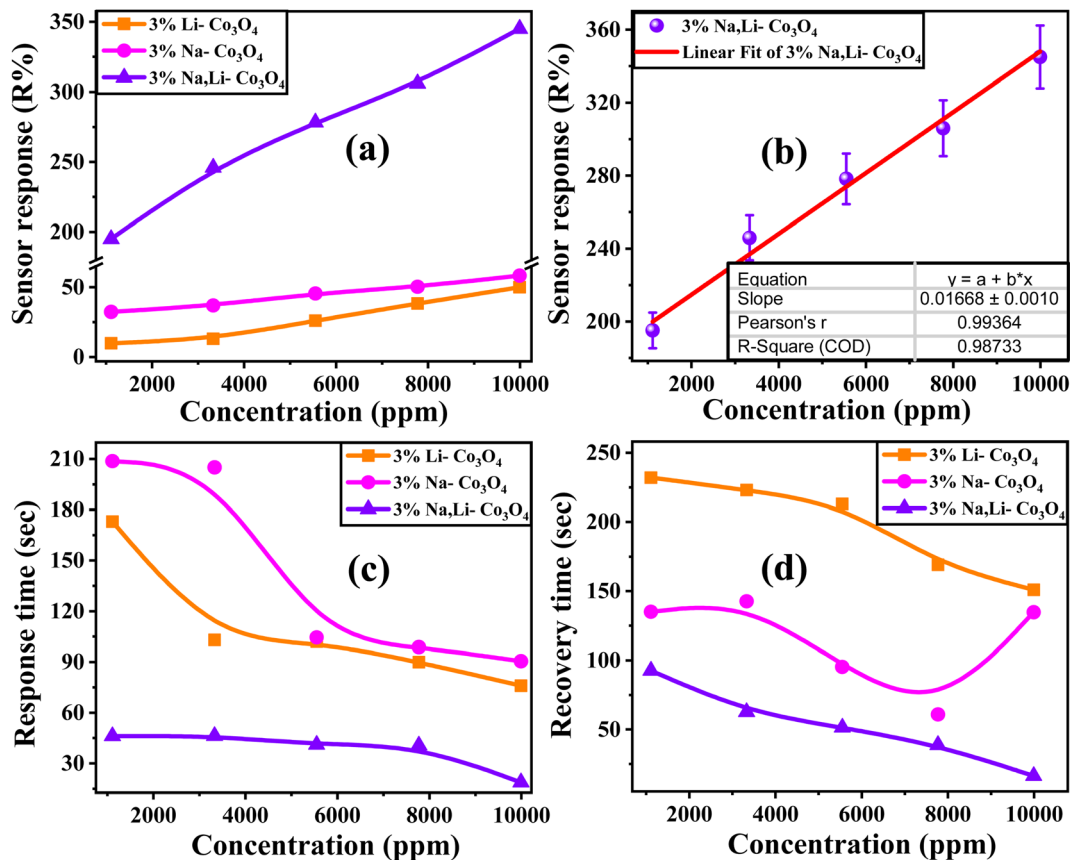 350
300
250
200
150
50
0
Sensor response (R%)
3% Li- Co₃O₄
3% Na- Co₃O₄
3% Na,Li- Co₃O₄
(a)
2000 4000 6000 8000 10000
Concentration (ppm)
360
320
280
240
200
Sensor response (R%)
3% Na,Li- Co₃O₄
Linear Fit of 3% Na,Li- Co₃O₄
(b)
Equation y = a + b*x
Slope 0.01668 ± 0.0010
Pearson's r 0.99364
R-Square (COD) 0.98733
2000 4000 6000 8000 10000
Concentration (ppm)
210
180
150
120
90
60
30
Response time (sec)
3% Li- Co₃O₄
3% Na- Co₃O₄
3% Na,Li- Co₃O₄
(c)
2000 4000 6000 8000 10000
Concentration (ppm)
250
200
150
100
50
0
Recovery time (sec)
3% Li- Co₃O₄
3% Na- Co₃O₄
3% Na,Li- Co₃O₄
(d)
2000 4000 6000 8000 10000
Concentration (ppm)